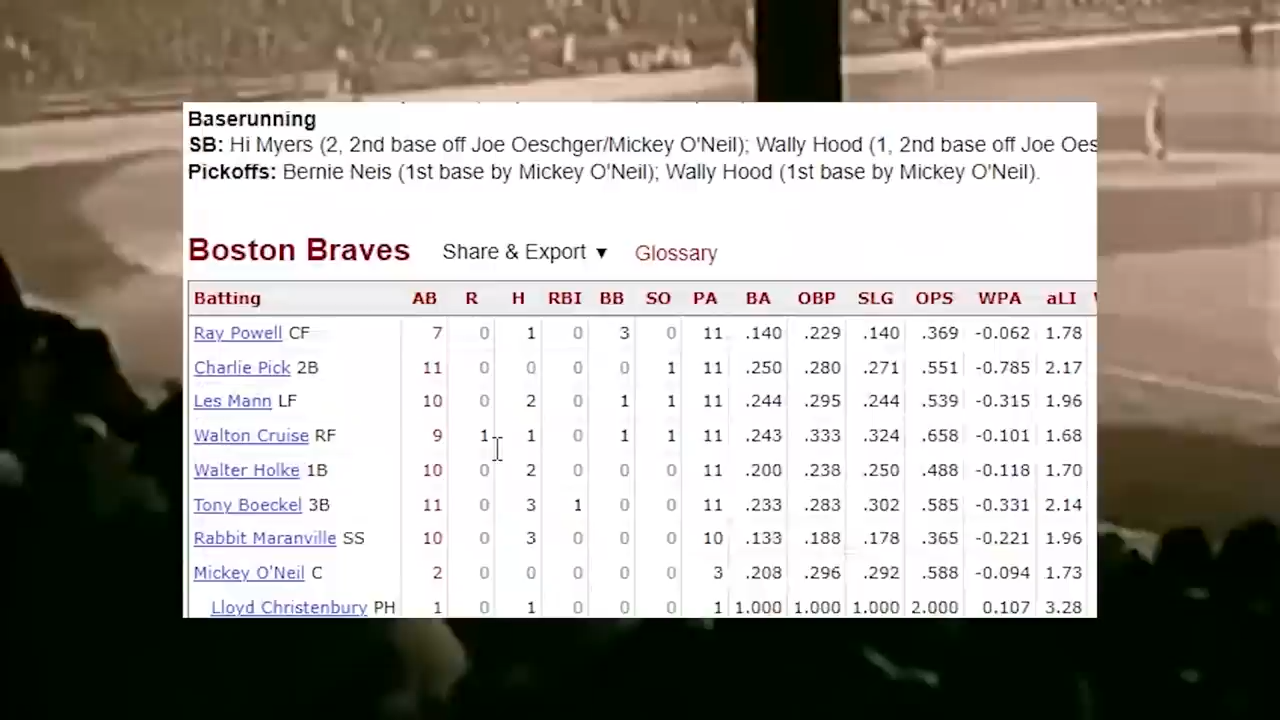 Baserunning
SB: Hi Myers (2, 2nd base off Joe Oeschger/Mickey O'Neil); Wally Hood (1, 2nd base off Joe Oes
Pickoffs: Bernie Neis (1st base by Mickey O'Neil); Wally Hood (1st base by Mickey O'Neil).
Boston Braves Share & Export ▼ Glossary
Batting AB R H RBI BB SO PA BA OBP SLG OPS WPA aLI
Ray Powell CF 7 0 1 0 3 0 11 .140 .229 .140 .369 -0.062 1.78
Charlie Pick 2B 11 0 0 0 0 1 11 .250 .280 .271 .551 -0.785 2.17
Les Mann LF 10 0 2 0 1 1 11 .244 .295 .244 .539 -0.315 1.96
Walton Cruise RF 9 1 1 0 1 1 11 .243 .333 .324 .658 -0.101 1.68
Walter Holke 1B 10 0 2 0 0 0 11 .200 .238 .250 .488 -0.118 1.70
Tony Boeckel 3B 11 0 3 1 0 0 11 .233 .283 .302 .585 -0.331 2.14
Rabbit Maranville SS 10 0 3 0 0 0 10 .133 .188 .178 .365 -0.221 1.96
Mickey O'Neil C 2 0 0 0 0 0 3 .208 .296 .292 .588 -0.094 1.73
Lloyd Christenbury PH 1 0 1 0 0 0 1 1.000 1.000 1.000 2.000 0.107 3.28